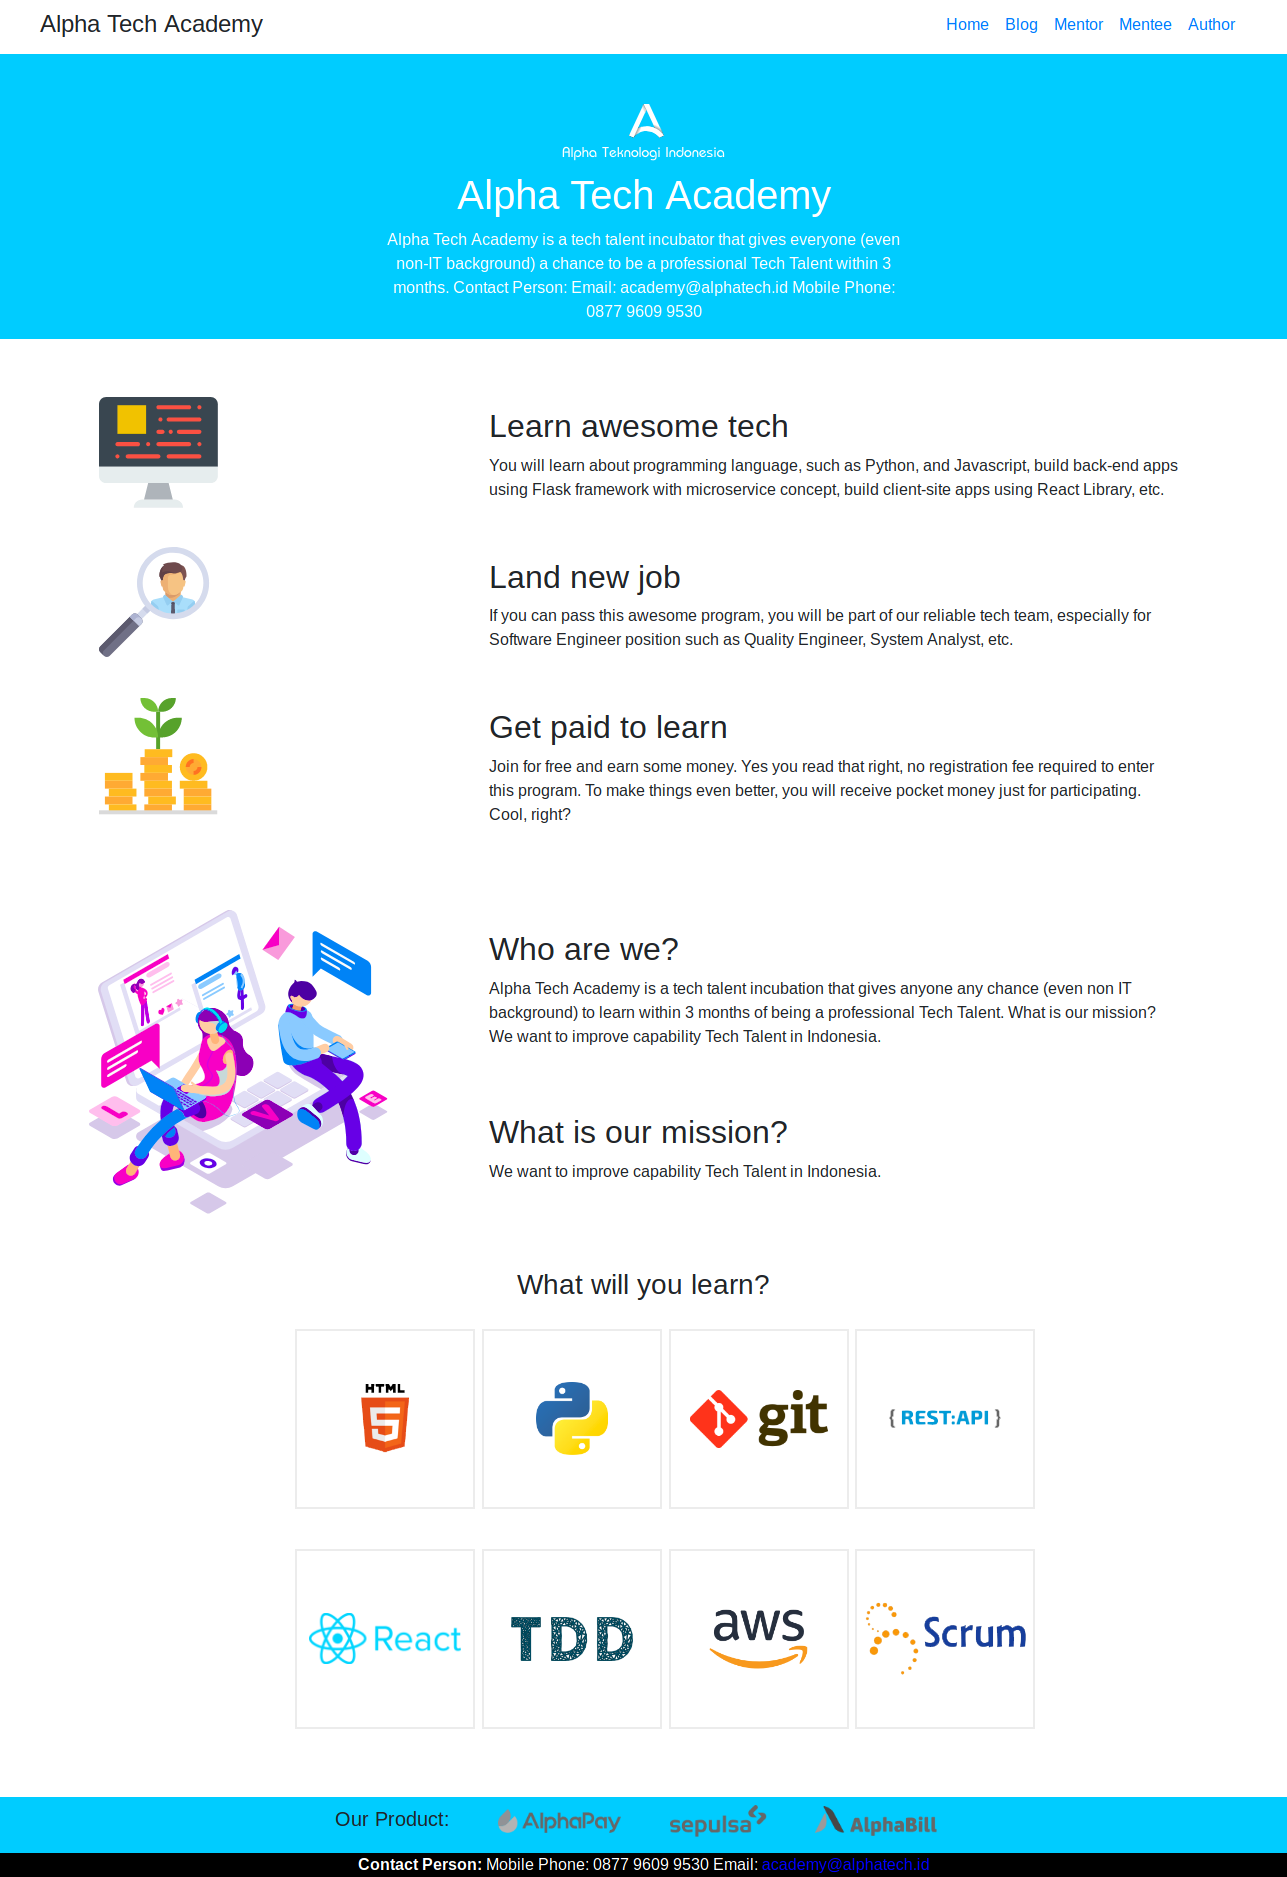 Alpha Tech Academy
Home Blog Mentor Mentee Author
Alpha Teknologi Indonesia
Alpha Tech Academy
Alpha Tech Academy is a tech talent incubator that gives everyone (even
non-IT background) a chance to be a professional Tech Talent within 3
months. Contact Person: Email: academy@alphatech.id Mobile Phone:
0877 9609 9530
Learn awesome tech
You will learn about programming language, such as Python, and Javascript, build back-end apps
using Flask framework with microservice concept, build client-site apps using React Library, etc.
Land new job
If you can pass this awesome program, you will be part of our reliable tech team, especially for
Software Engineer position such as Quality Engineer, System Analyst, etc.
Get paid to learn
Join for free and earn some money. Yes you read that right, no registration fee required to enter
this program. To make things even better, you will receive pocket money just for participating.
Cool, right?
Who are we?
Alpha Tech Academy is a tech talent incubation that gives anyone any chance (even non IT
background) to learn within 3 months of being a professional Tech Talent. What is our mission?
We want to improve capability Tech Talent in Indonesia.
What is our mission?
We want to improve capability Tech Talent in Indonesia.
What will you learn?
HTML
5
git
{ REST:API }
React
TDD
aws
Scrum
Our Product: AlphaPay sepulsa AlphaBill
Contact Person: Mobile Phone: 0877 9609 9530 Email: academy@alphatech.id